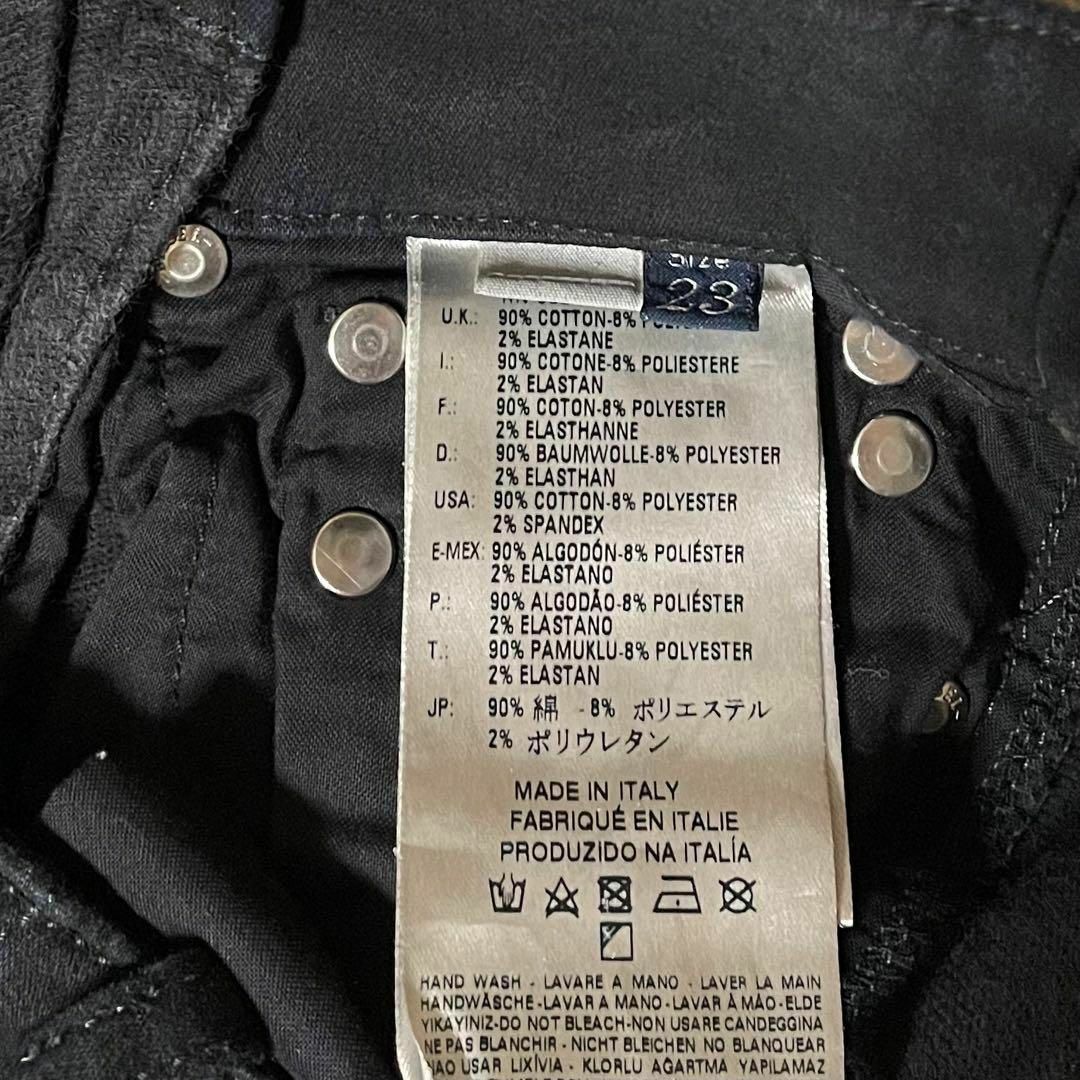 Size
23
U.K.: 90% COTTON-8%
2% ELASTANE
I.: 90% COTONE-8% POLIESTERE
2% ELASTAN
F.: 90% COTON-8% POLYESTER
2% ELASTHANNE
D.: 90% BAUMWOLLE-8% POLYESTER
2% ELASTHAN
USA: 90% COTTON-8% POLYESTER
2% SPANDEX
E-MEX: 90% ALGODÓN-8% POLIÉSTER
2% ELASTANO
P.: 90% ALGODÃO-8% POLIÉSTER
2% ELASTANO
T.: 90% PAMUKLU-8% POLYESTER
2% ELASTAN
JP: 90% 綿 -8% ポリエステル
2% ポリウレタン
MADE IN ITALY
FABRIQUÉ EN ITALIE
PRODUZIDO NA ITALÍA
HAND WASH - LAVARE A MANO - LAVER LA MAIN
HANDWÄSCHE-LAVAR A MANO-LAVAR À MÃO-ELDE
YIKAYINIZ-DO NOT BLEACH-NON USARE CANDEGGINA
NE PAS BLANCHIR - NICHT BLEICHEN NO BLANQUEAR
USAR LIXÍVIA - KLORLU AĞARTMA YAPILAMAZ